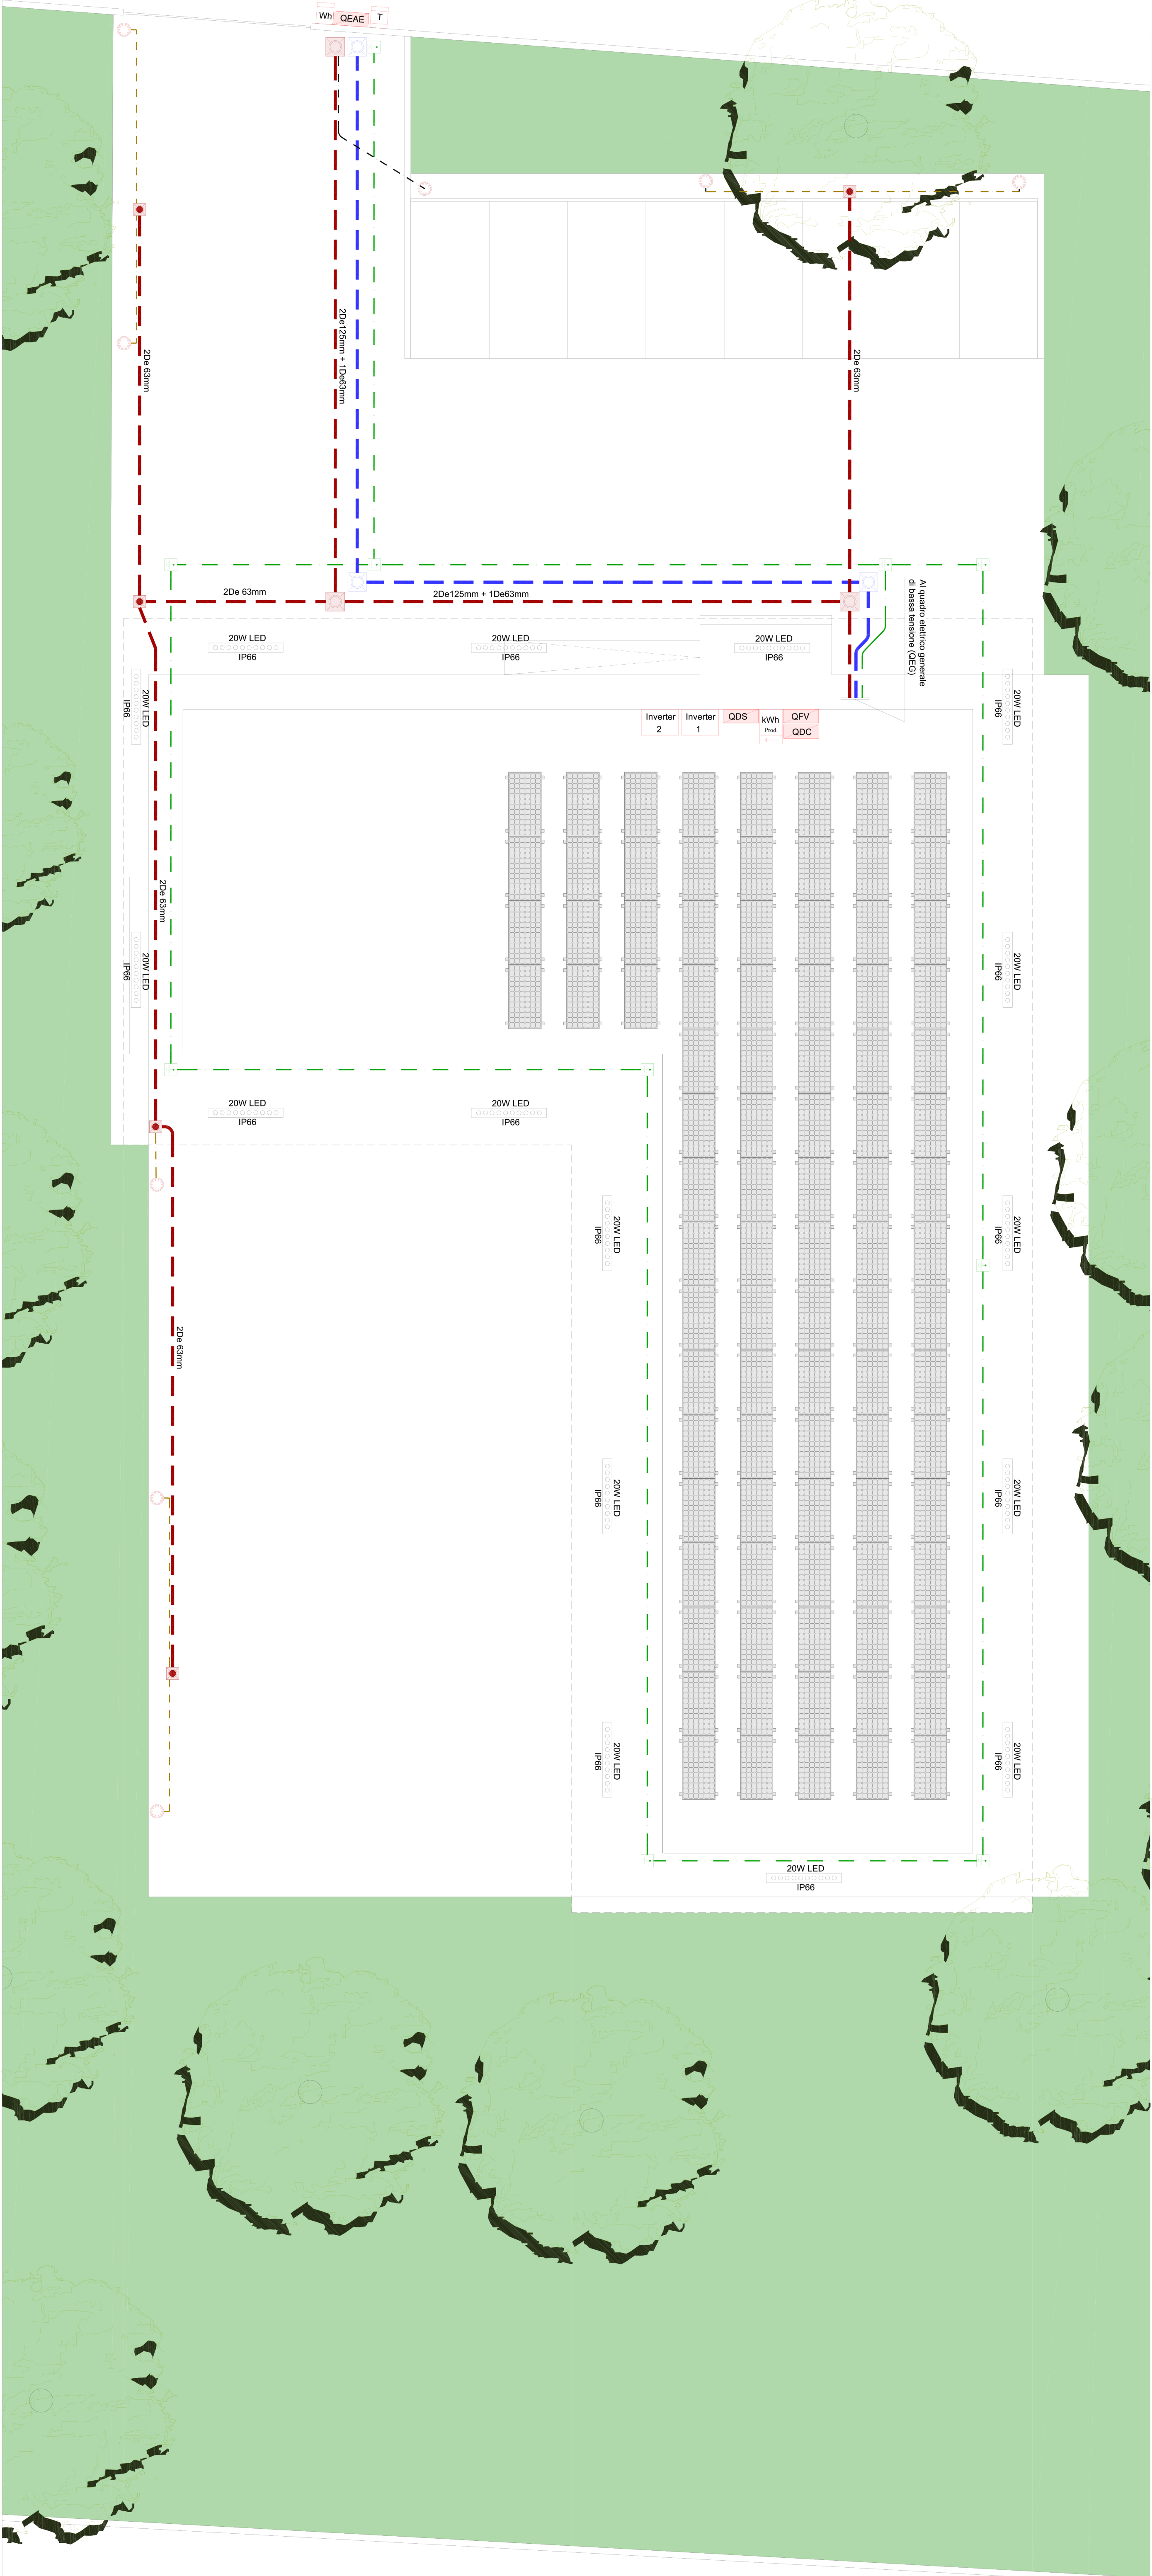 Wh QEAE T
2De 63mm
2De125mm + 1De63mm
2De 63mm
2De 63mm
2De125mm + 1De63mm
Al quadro elettrico generale
di bassa tensione (QEG)
20W LED
IP66
20W LED
IP66
20W LED
IP66
20W LED
IP66
20W LED
IP66
Inverter
2
Inverter
1
QDS
kWh
Prod.
QFV
QDC
2De 63mm
20W LED
IP66
20W LED
IP66
20W LED
IP66
20W LED
IP66
20W LED
IP66
20W LED
IP66
2De 63mm
20W LED
IP66
20W LED
IP66
20W LED
IP66
20W LED
IP66
20W LED
IP66